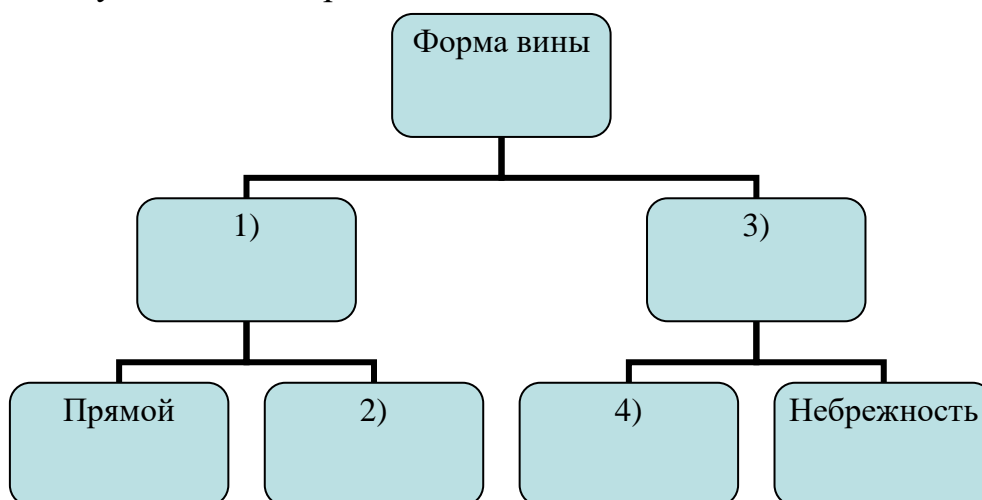 Форма вины
1)
3)
Прямой
2)
4)
Небрежность